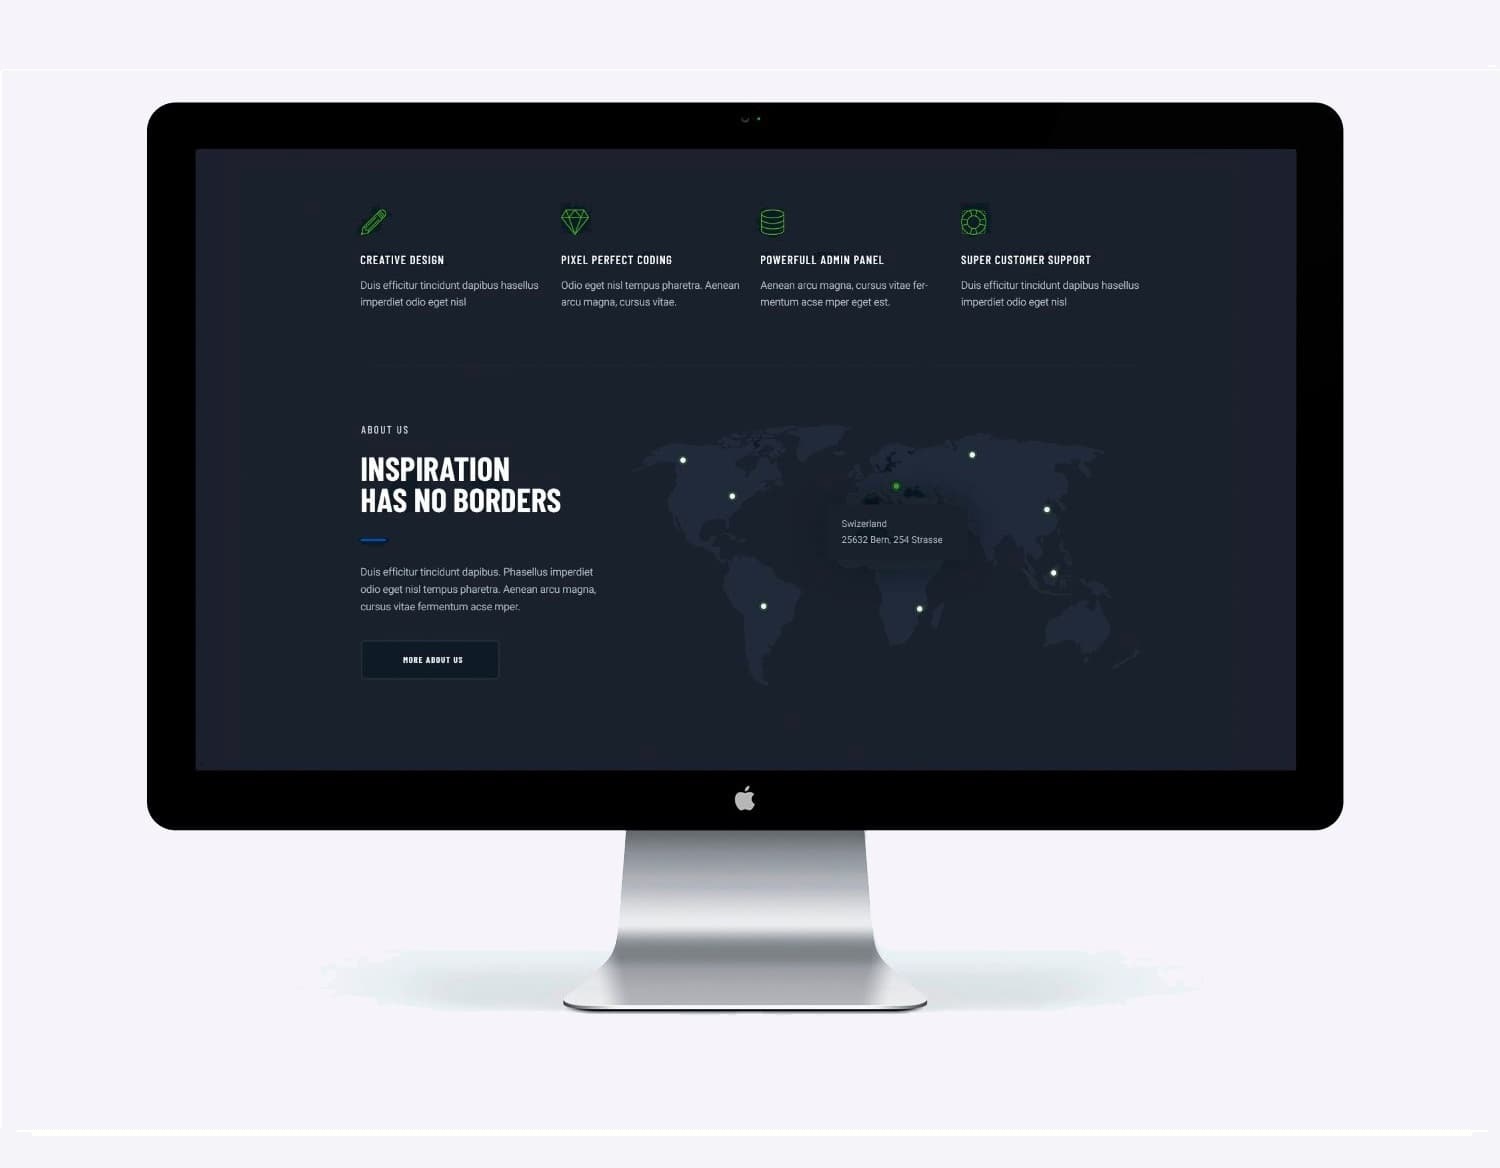 CREATIVE DESIGN
Duis efficitur tincidunt dapibus hasellus
imperdiet odio eget nisl
PIXEL PERFECT CODING
Odio eget nisl tempus pharetra. Aenean
arcu magna, cursus vitae.
POWERFULL ADMIN PANEL
Aenean arcu magna, cursus vitae fer-
mentum acse mper eget est.
SUPER CUSTOMER SUPPORT
Duis efficitur tincidunt dapibus hasellus
imperdiet odio eget nisl
ABOUT US
INSPIRATION
HAS NO BORDERS
Duis efficitur tincidunt dapibus. Phasellus imperdiet
odio eget nisl tempus pharetra. Aenean arcu magna,
cursus vitae fermentum acse mper.
MORE ABOUT US
Swizerland
25632 Bern, 254 Strasse